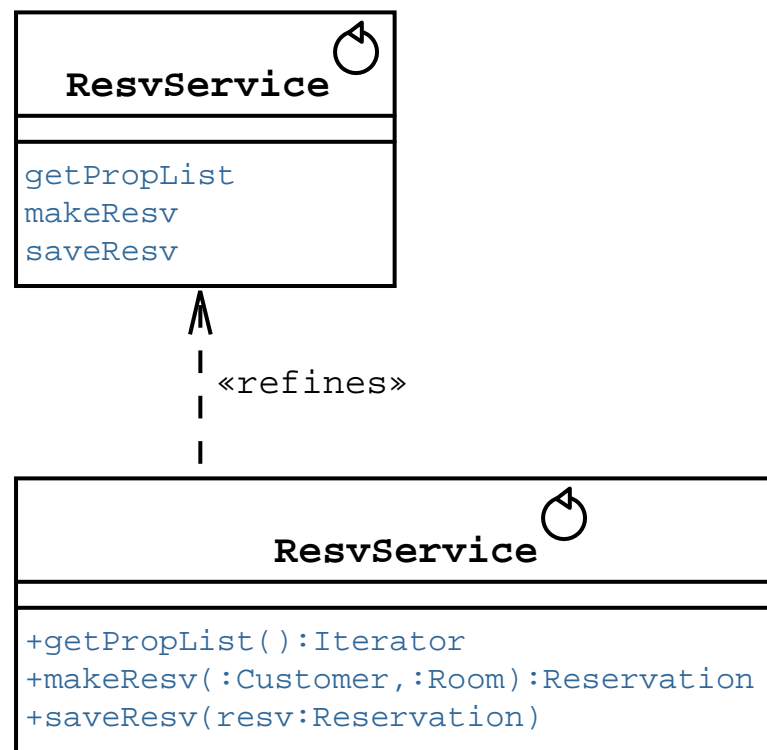 ResvService
getPropList
makeResv
saveResv
«refines»
ResvService
+getPropList():Iterator
+makeResv(:Customer,:Room):Reservation
+saveResv(resv:Reservation)